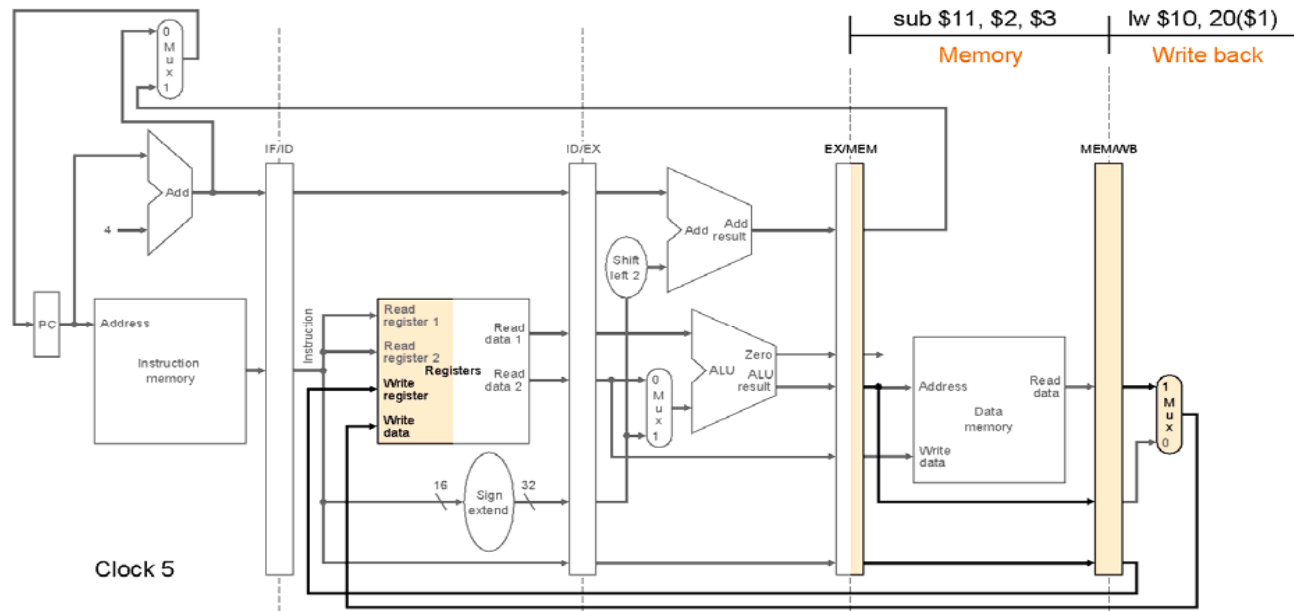 sub $11, $2, $3
lw $10, 20($1)
Memory
Write back
0
M
u
x
1
IF/ID
ID/EX
EX/MEM
MEM/WB
Add
4
Add
Add
result
Shift
left 2
PC
Address
Instruction
memory
Instruction
Read
register 1
Read
register 2
Registers
Write
register
Write
data
Read
data 1
Read
data 2
0
M
u
x
1
Zero
ALU
ALU
result
Address
Read
data
Data
memory
Write
data
1
M
u
x
0
16
Sign
extend
32
Clock 5